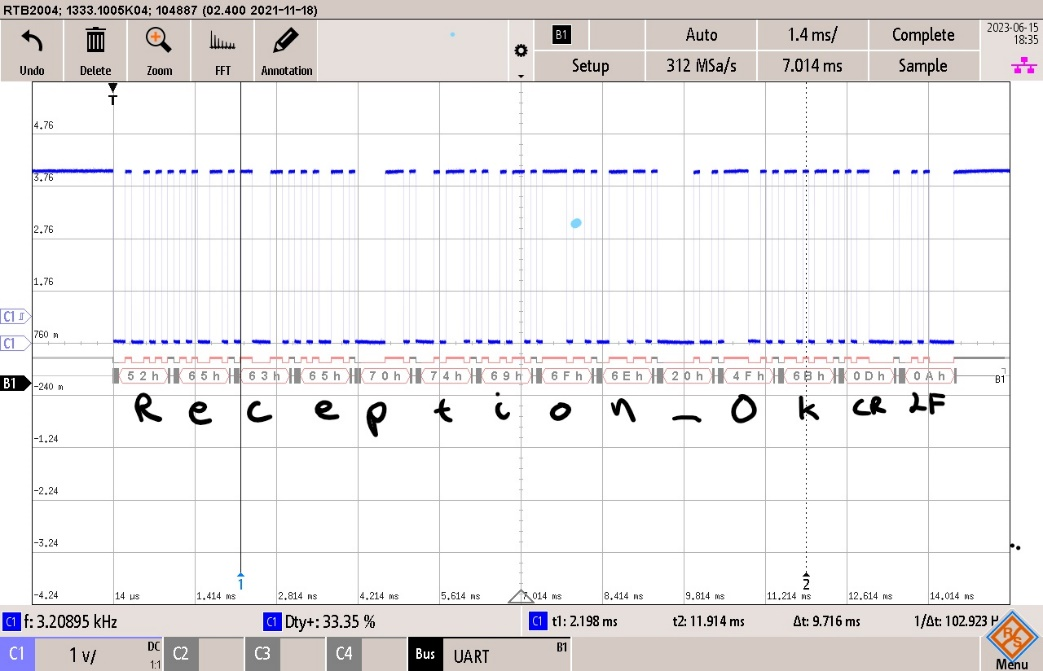 RTB2004; 1333.1005K04; 104887 (02.400 2021-11-18)
Undo Delete Zoom FFT Annotation
B1 Auto 1.4 ms/ Complete
Setup 312 MSa/s 7.014 ms Sample
2023-06-15
18:35
T
4.76
3.76
2.76
1.76
C1
760 m
C1
52h 65h 63h 65h 70h 74h 69h 6Fh 6Eh 20h 4Fh 6Bh 0Dh 0Ah
B1 B1
-240 m
R e c e p t i o n _ O k CR LF
-1.24
-2.24
-3.24
1 2
-4.24 14 µs 1,414 ms 2,814 ms 4,214 ms 5,614 ms 7,014 ms 8,414 ms 9,814 ms 11,214 ms 12,614 ms 14,014 ms
C1 f: 3.20895 kHz C1 Dty+: 33.35 % C1 t1: 2.198 ms t2: 11.914 ms Δt: 9.716 ms 1/Δt: 102.923 H
C1 1 V/ DC 1:1 C2 C3 C4 Bus UART B1
R&S
Menu